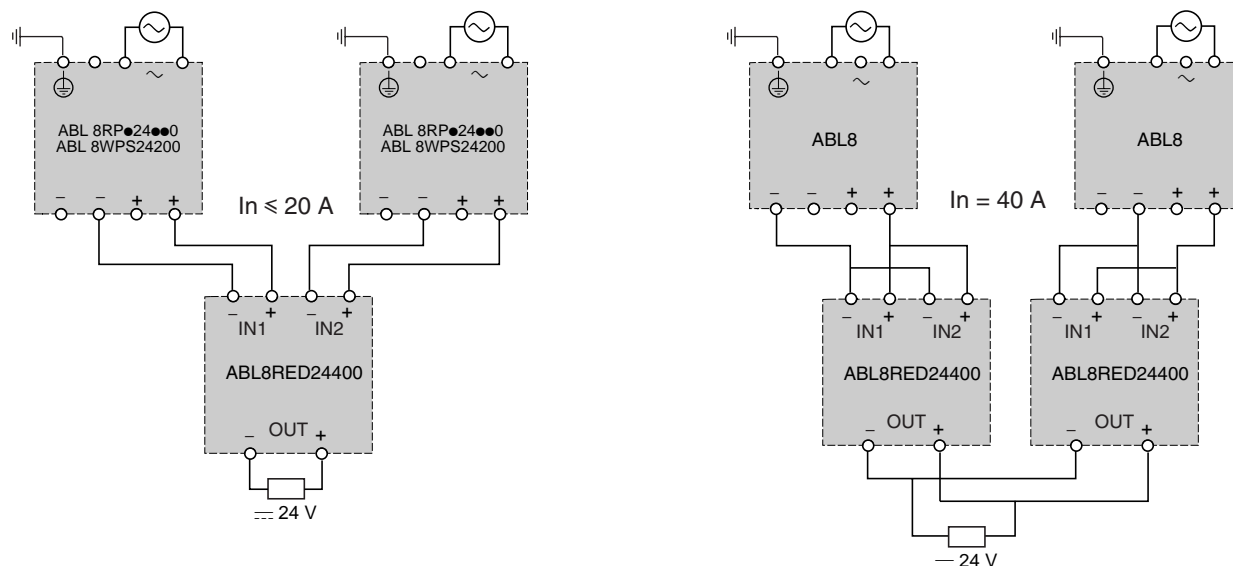 ∼
∼
∼
∼
∼
∼
∼
∼
ABL 8RP●24●●0
ABL 8WPS24200
ABL 8RP●24●●0
ABL 8WPS24200
ABL8
ABL8
− − + +
− − + +
− − + +
− − + +
In ⩽ 20 A
In = 40 A
− + − +
IN1 IN2
ABL8RED24400
− OUT +
24 V
− + − +
IN1 IN2
ABL8RED24400
− OUT +
− + − +
IN1 IN2
ABL8RED24400
− OUT +
24 V